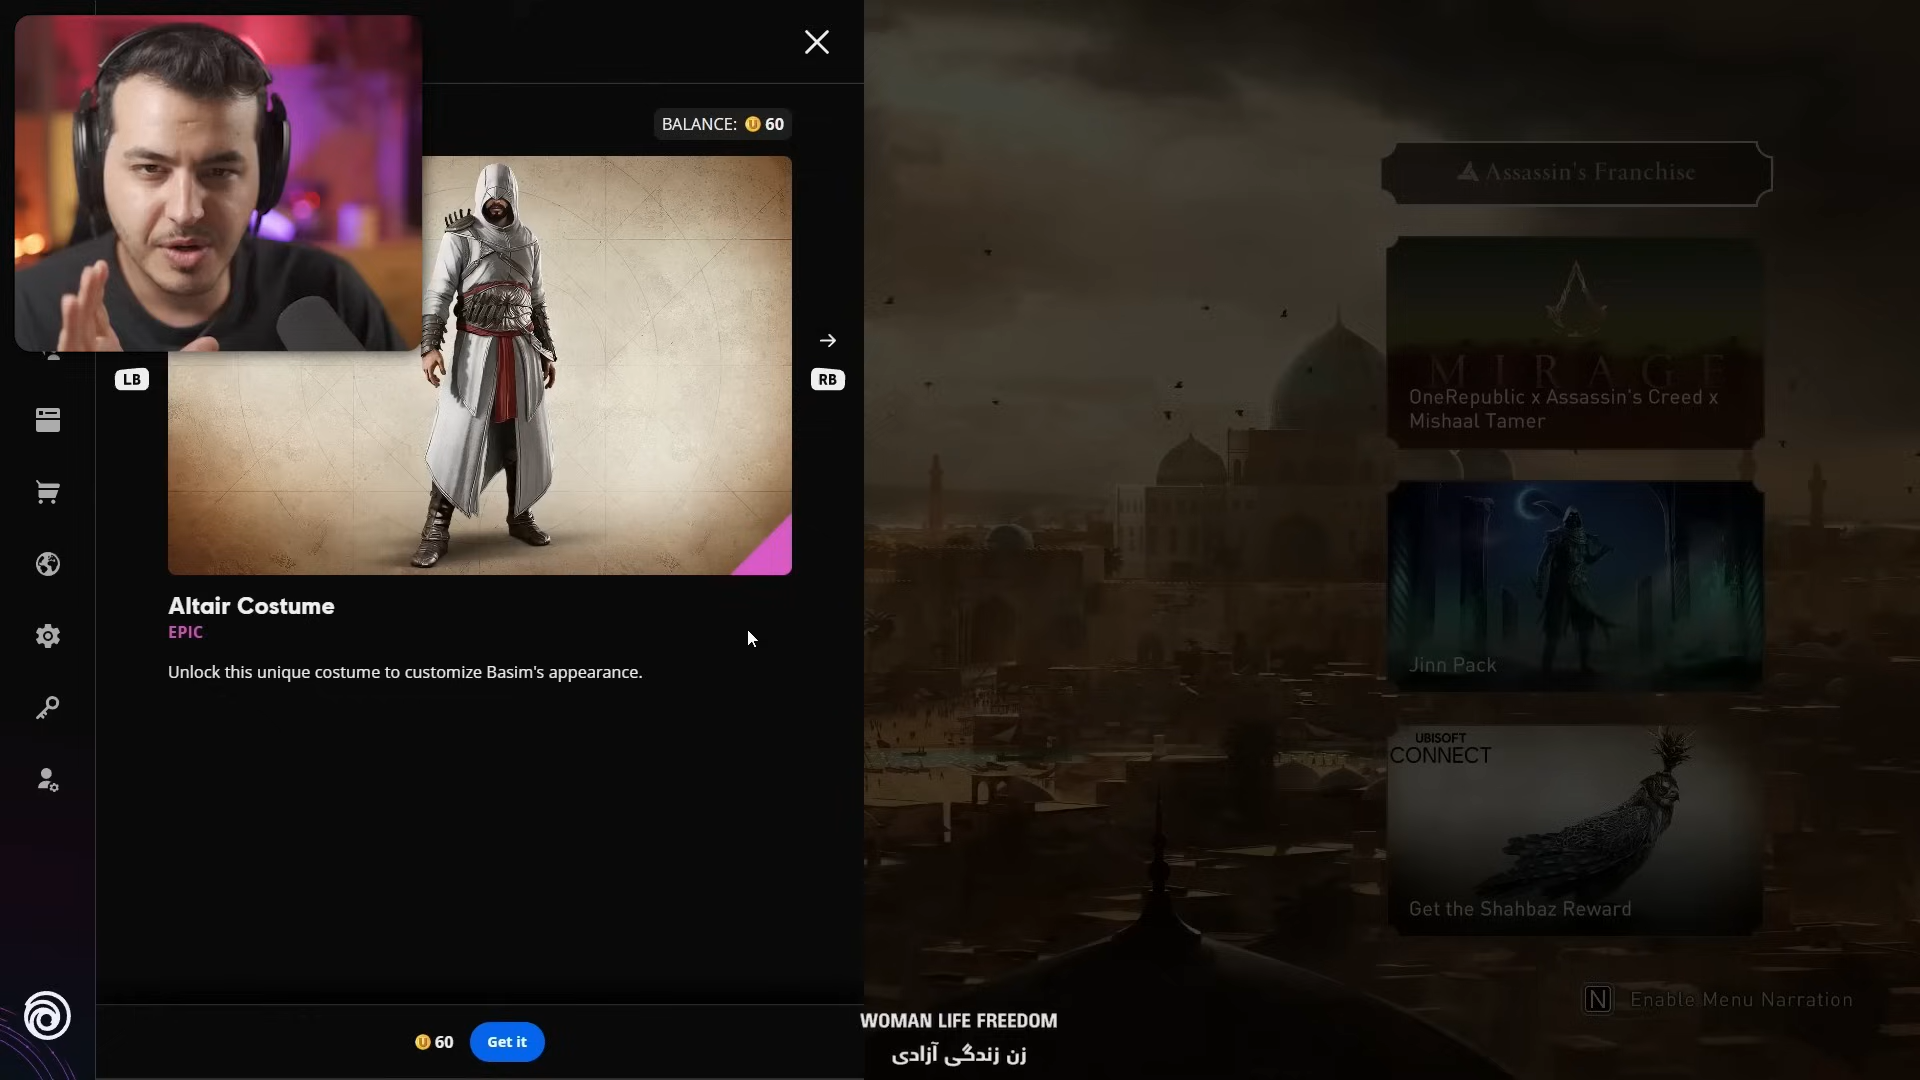 BALANCE: 60
LB
RB
Altair Costume
EPIC
Unlock this unique costume to customize Basim's appearance.
60
Get it
Assassin's Franchise
MIRAGE
OneRepublic x Assassin's Creed x
Mishaal Tamer
Jinn Pack
UBISOFT
CONNECT
Get the Shahbaz Reward
N Enable Menu Narration
WOMAN LIFE FREEDOM
زن زندگی آزادی